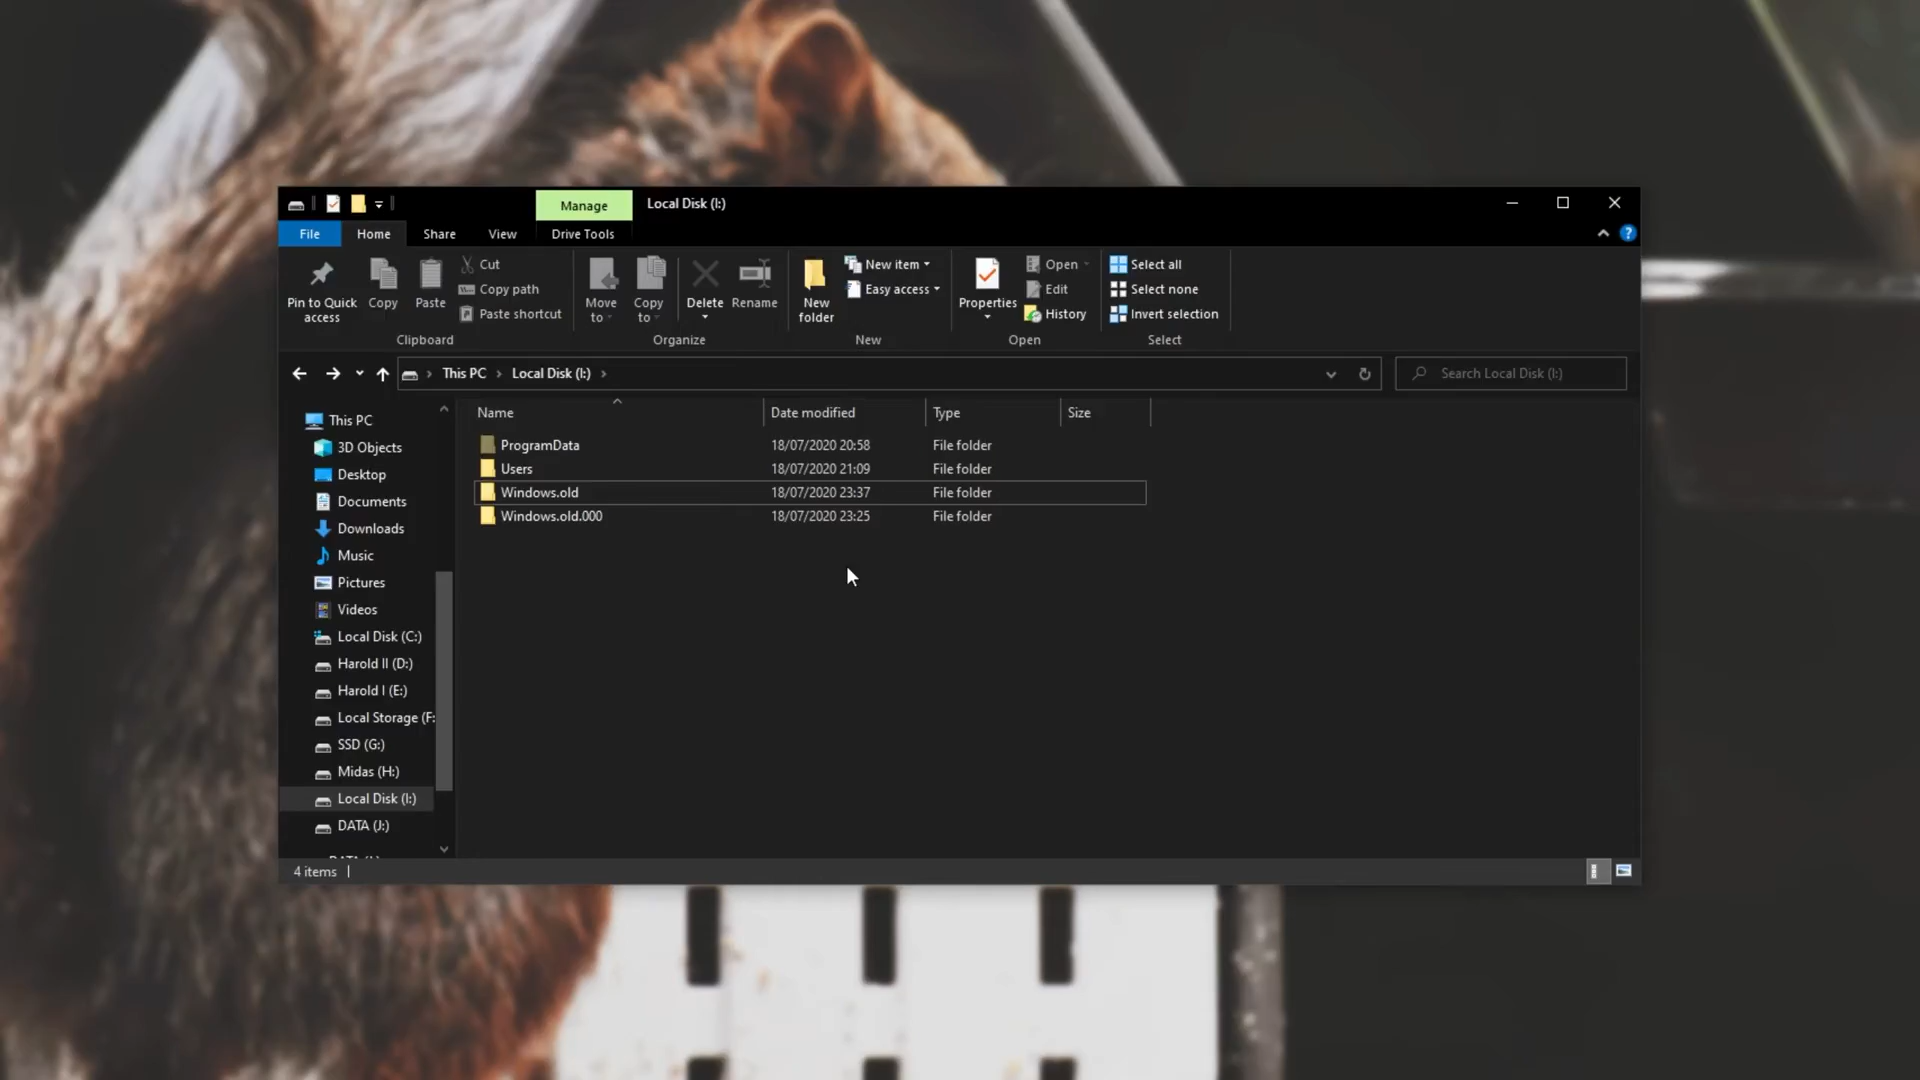 Manage
Local Disk (I:)
File
Home
Share
View
Drive Tools
Pin to Quick access
Copy
Paste
Cut
Copy path
Paste shortcut
Clipboard
Move to
Copy to
Delete
Rename
Organize
New folder
New item
Easy access
New
Properties
Open
Edit
History
Open
Select all
Select none
Invert selection
Select
This PC
Local Disk (I:)
Search Local Disk (I:)
This PC
3D Objects
Desktop
Documents
Downloads
Music
Pictures
Videos
Local Disk (C:)
Harold II (D:)
Harold I (E:)
Local Storage (F:
SSD (G:)
Midas (H:)
Local Disk (I:)
DATA (J:)
Name Date modified Type Size
ProgramData 18/07/2020 20:58 File folder
Users 18/07/2020 21:09 File folder
Windows.old 18/07/2020 23:37 File folder
Windows.old.000 18/07/2020 23:25 File folder
4 items